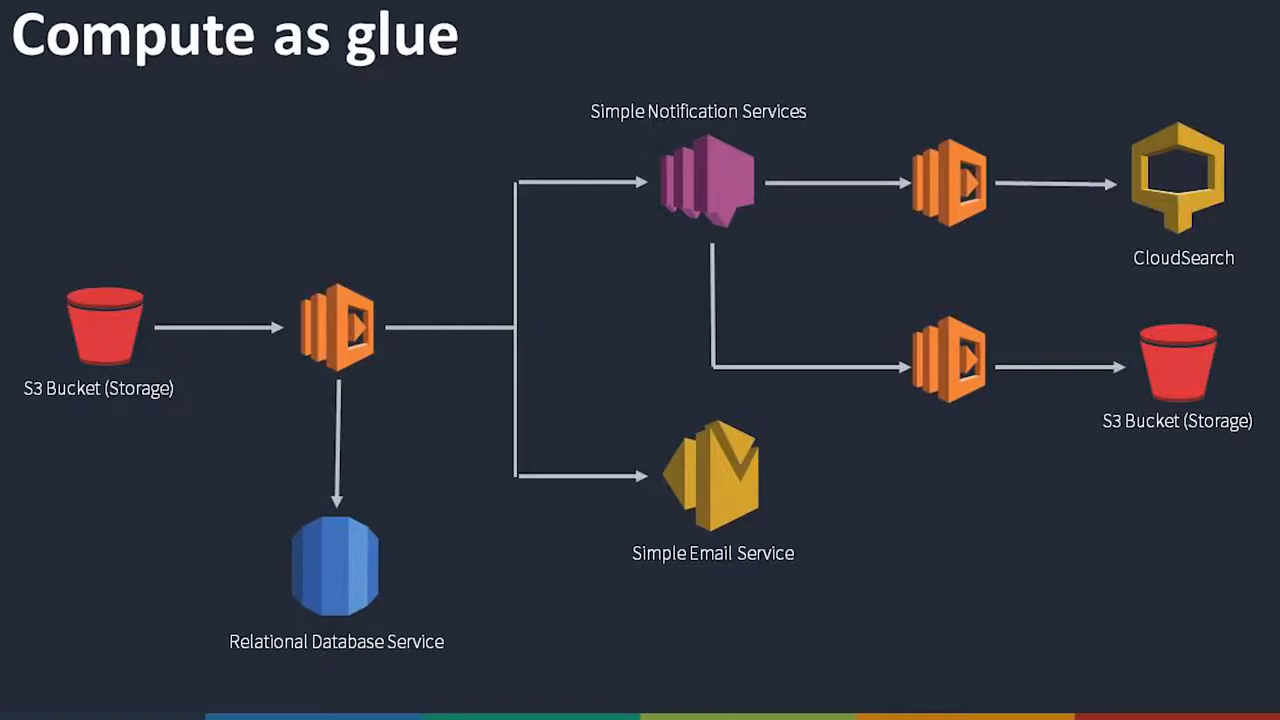 Compute as glue
Simple Notification Services
CloudSearch
S3 Bucket (Storage)
S3 Bucket (Storage)
Simple Email Service
Relational Database Service